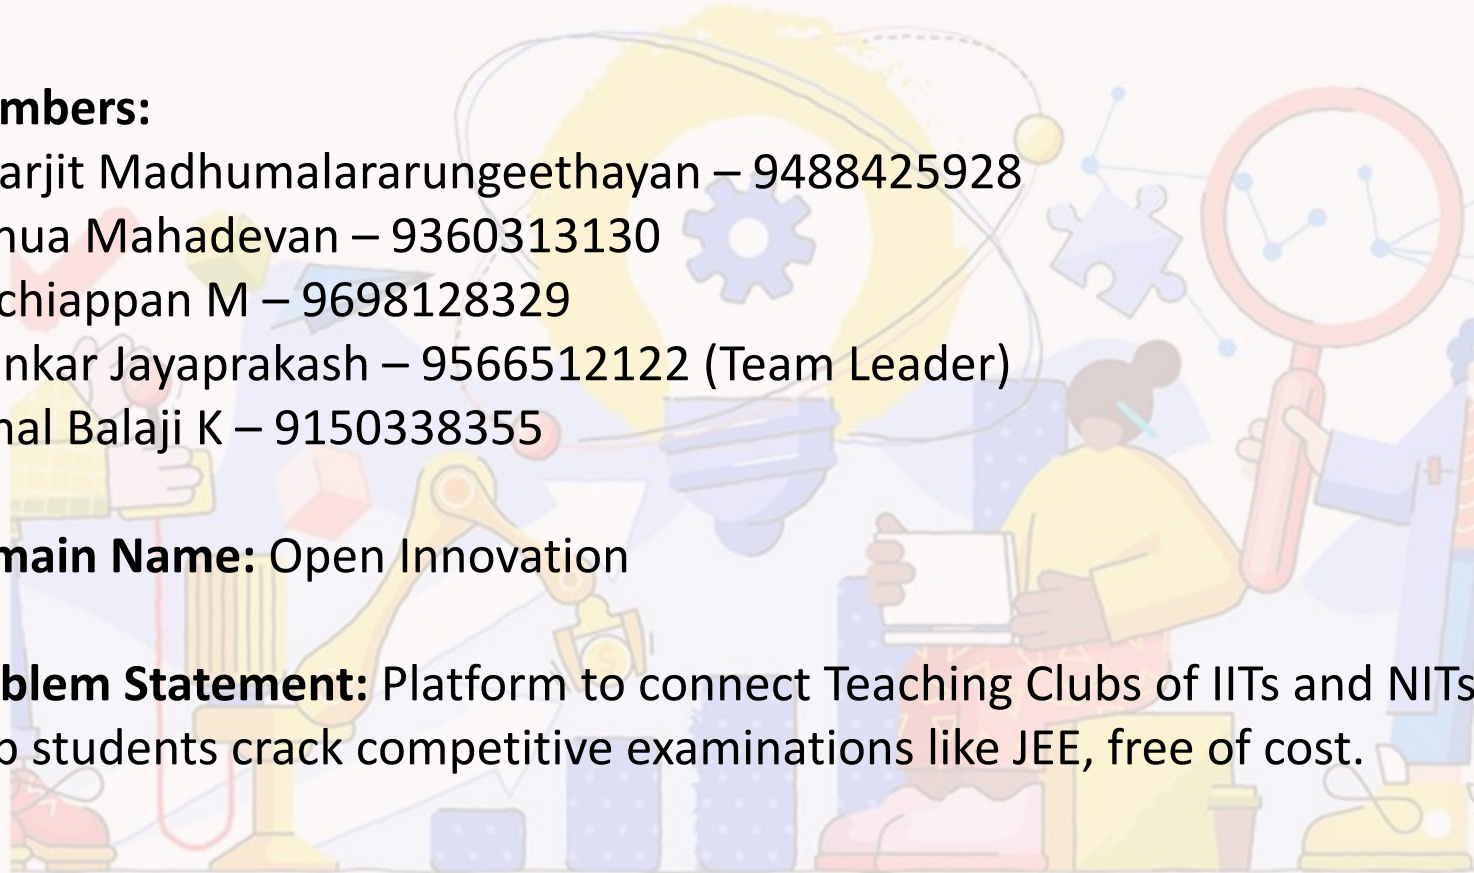 mbers:
arjit Madhumalararungeethayan – 9488425928
hua Mahadevan – 9360313130
chiappan M – 9698128329
nkar Jayaprakash – 9566512122 (Team Leader)
nal Balaji K – 9150338355
main Name: Open Innovation
blem Statement: Platform to connect Teaching Clubs of IITs and NITs
p students crack competitive examinations like JEE, free of cost.